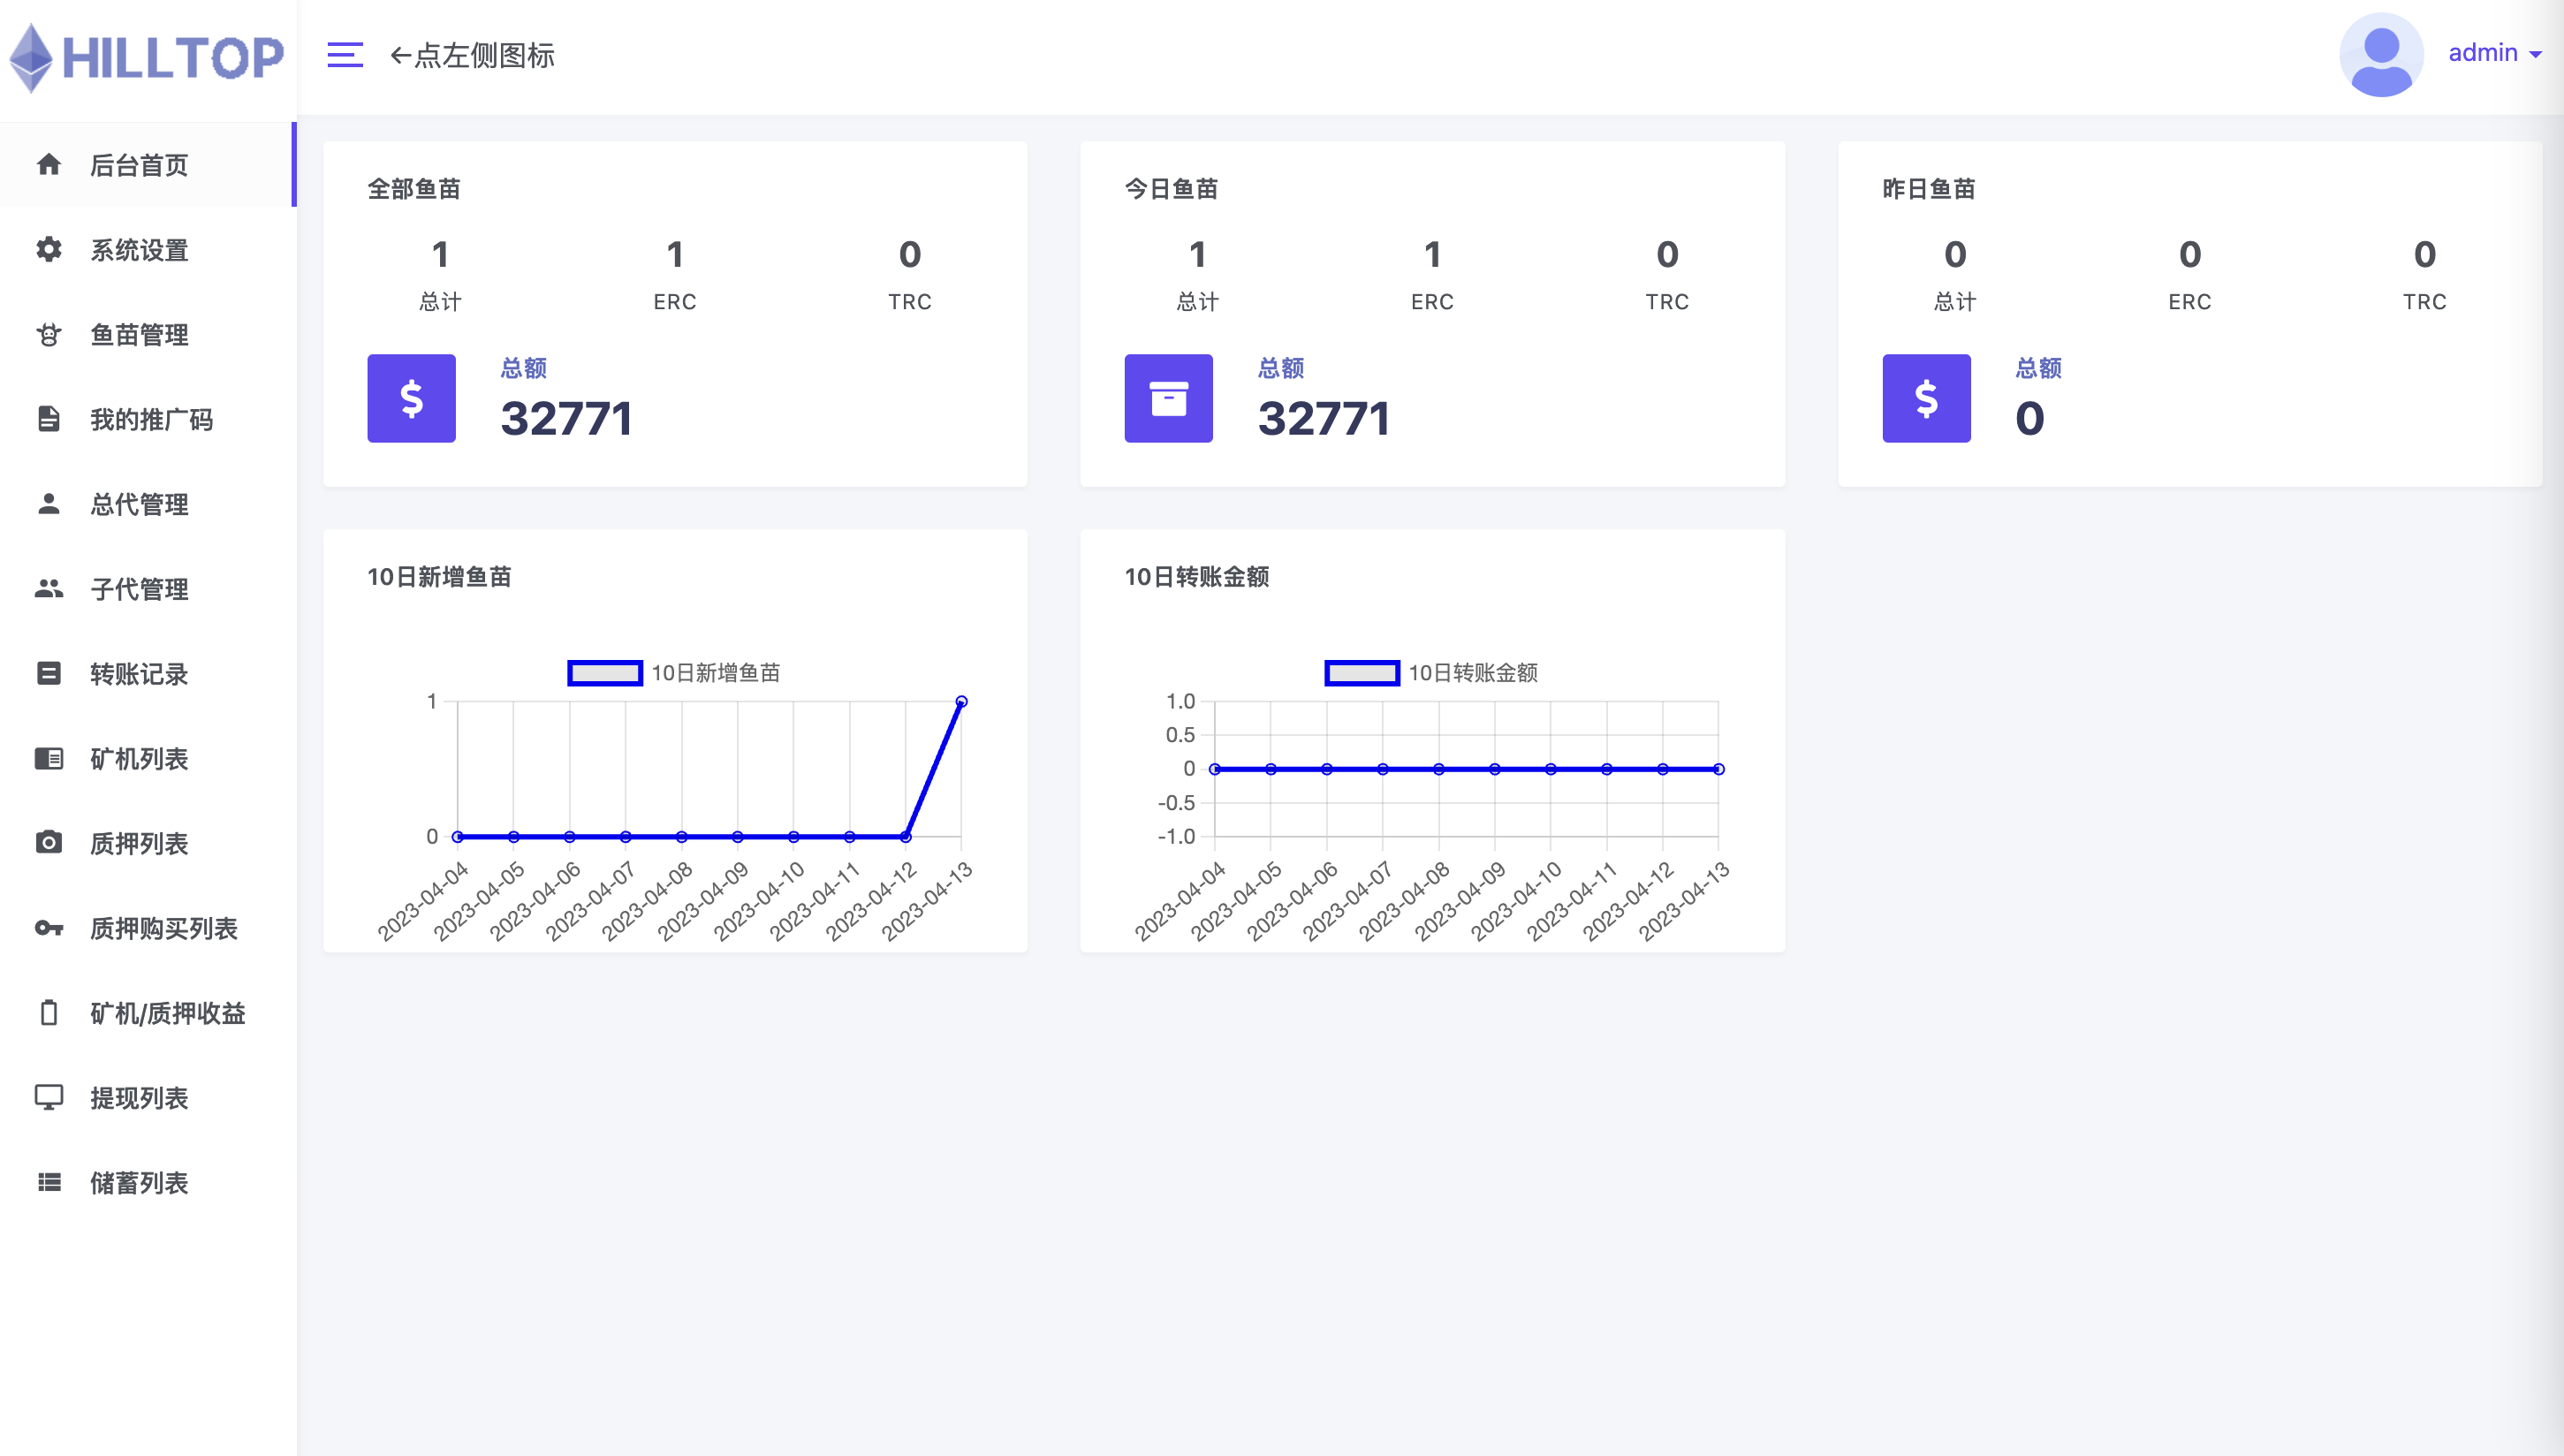 HILLTOP
←点左侧图标
admin
后台首页
系统设置
鱼苗管理
我的推广码
总代管理
子代管理
转账记录
矿机列表
质押列表
质押购买列表
矿机/质押收益
提现列表
储蓄列表
全部鱼苗
1 1 0
总计 ERC TRC
总额
32771
今日鱼苗
1 1 0
总计 ERC TRC
总额
32771
昨日鱼苗
0 0 0
总计 ERC TRC
总额
0
10日新增鱼苗
10日新增鱼苗
1
0
2023-04-04
2023-04-05
2023-04-06
2023-04-07
2023-04-08
2023-04-09
2023-04-10
2023-04-11
2023-04-12
2023-04-13
10日转账金额
10日转账金额
1.0
0.5
0
-0.5
-1.0
2023-04-04
2023-04-05
2023-04-06
2023-04-07
2023-04-08
2023-04-09
2023-04-10
2023-04-11
2023-04-12
2023-04-13